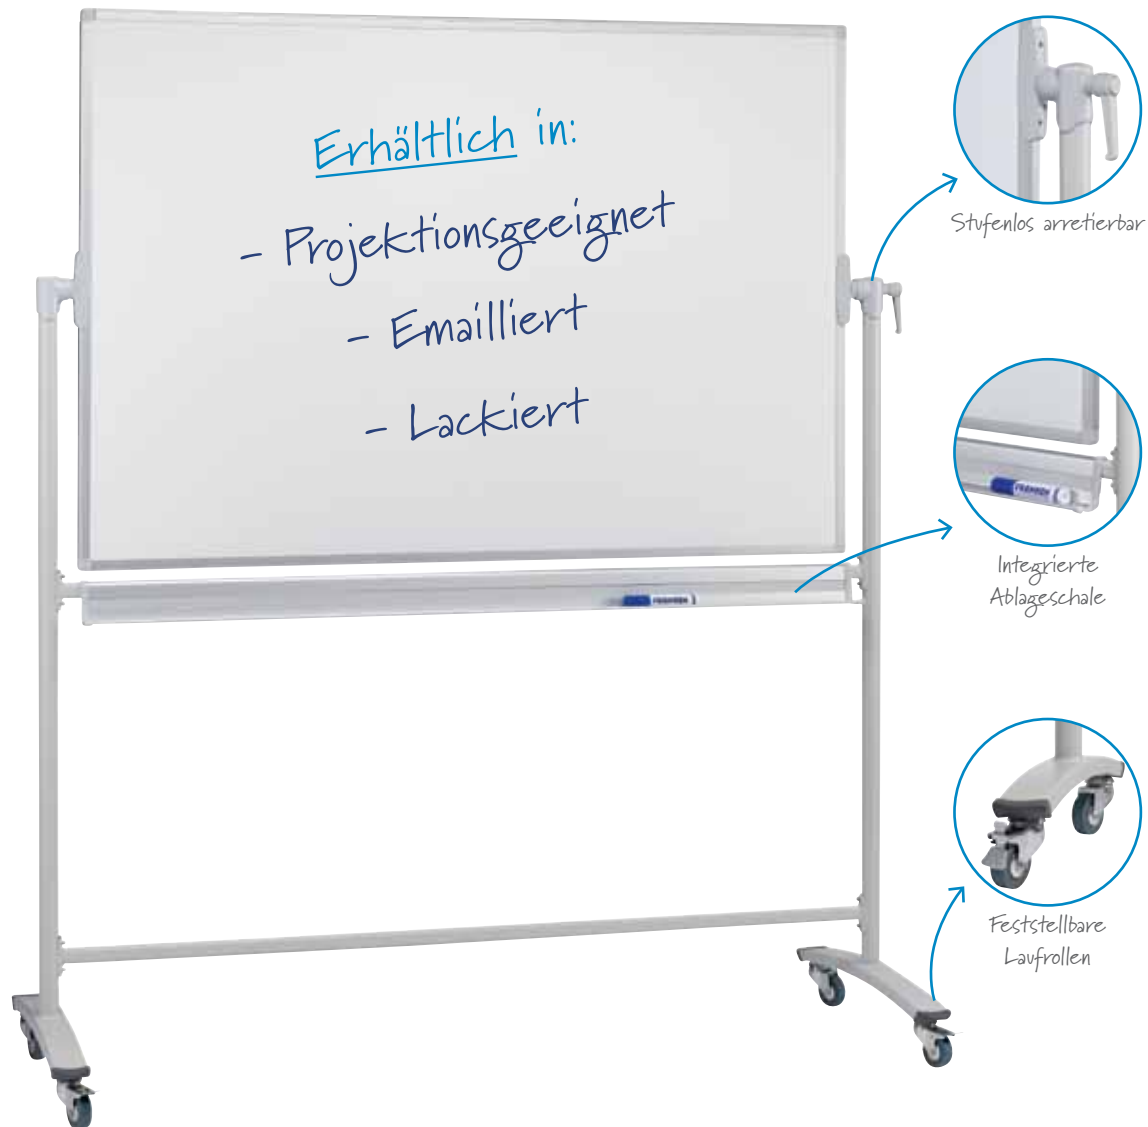 Erhältlich in:
- Projektionsgeeignet
- Emailliert
- Lackiert
Stufenlos arretierbar
Integrierte
Ablageschale
Feststellbare
Laufrollen